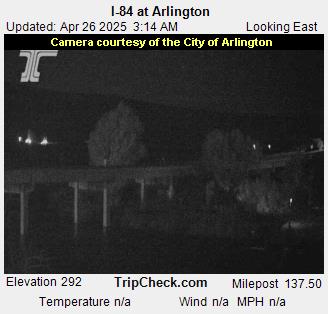 I-84 at Arlington
Updated: Apr 26 2025 3:14 AM Looking East
Camera courtesy of the City of Arlington
Elevation 292 TripCheck.com Milepost 137.50
Temperature n/a Wind n/a MPH n/a